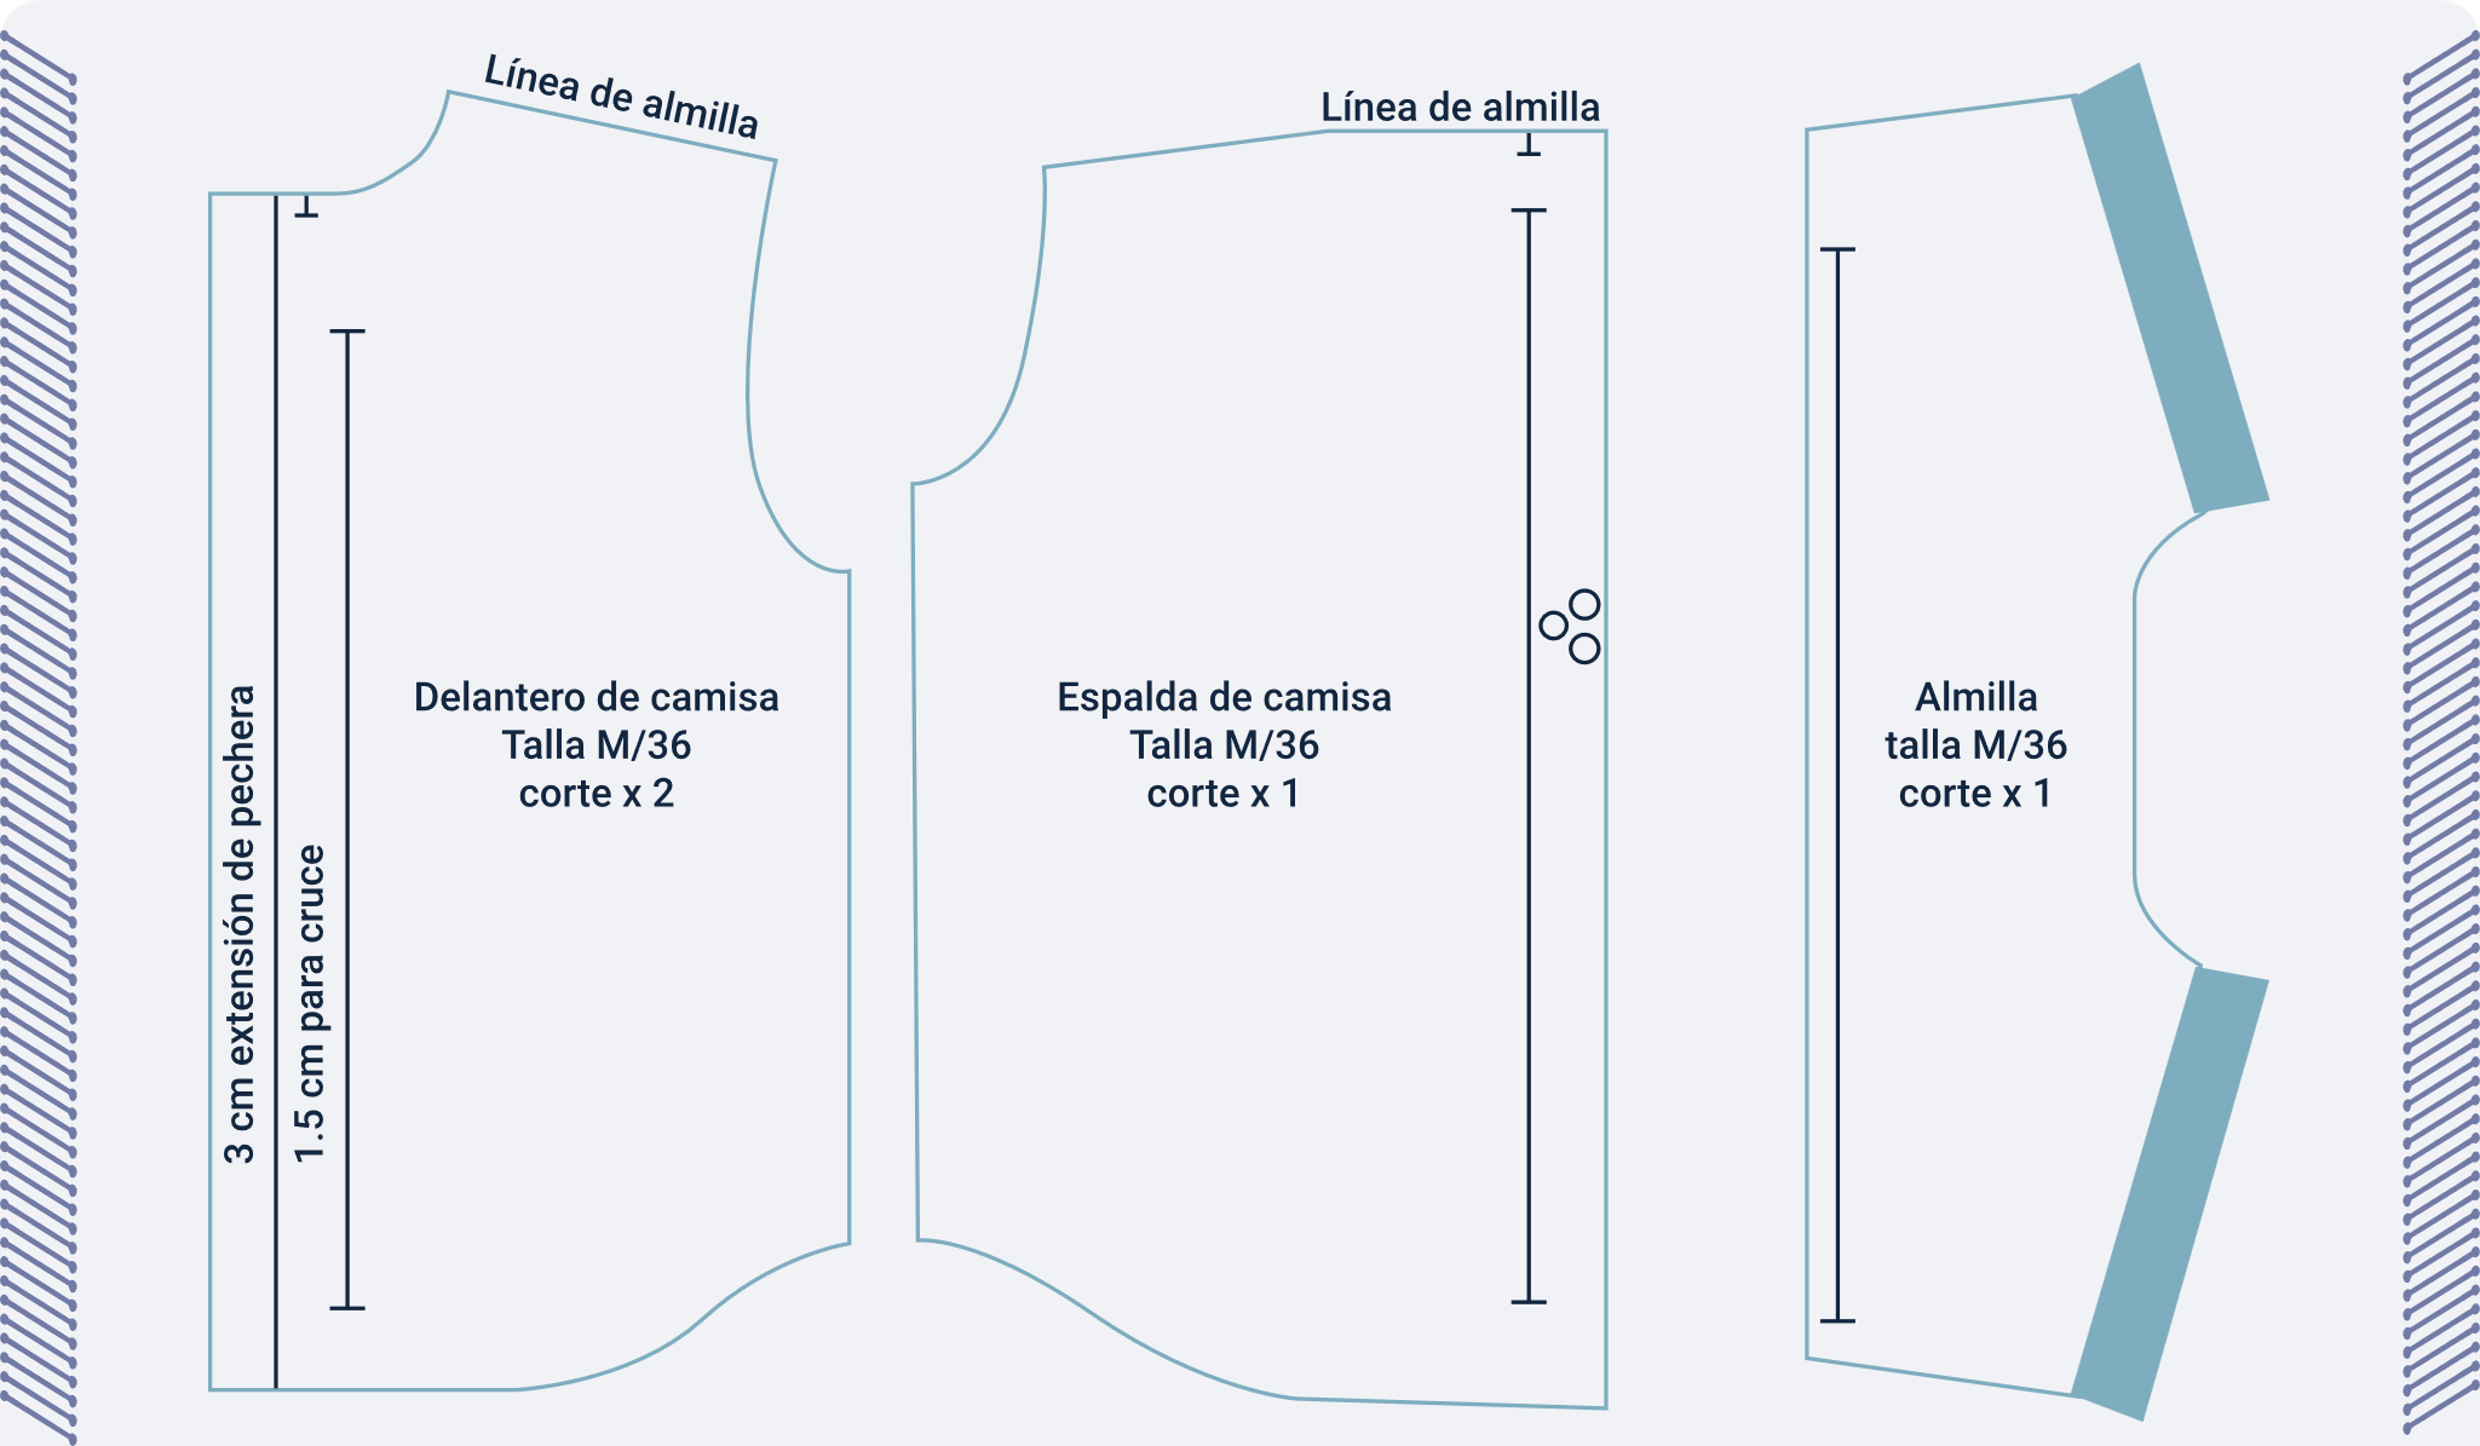 Línea de almilla
3 cm extensión de pechera
1.5 cm para cruce
Delantero de camisa
Talla M/36
corte x 2
Línea de almilla
Espalda de camisa
Talla M/36
corte x 1
Almilla
talla M/36
corte x 1